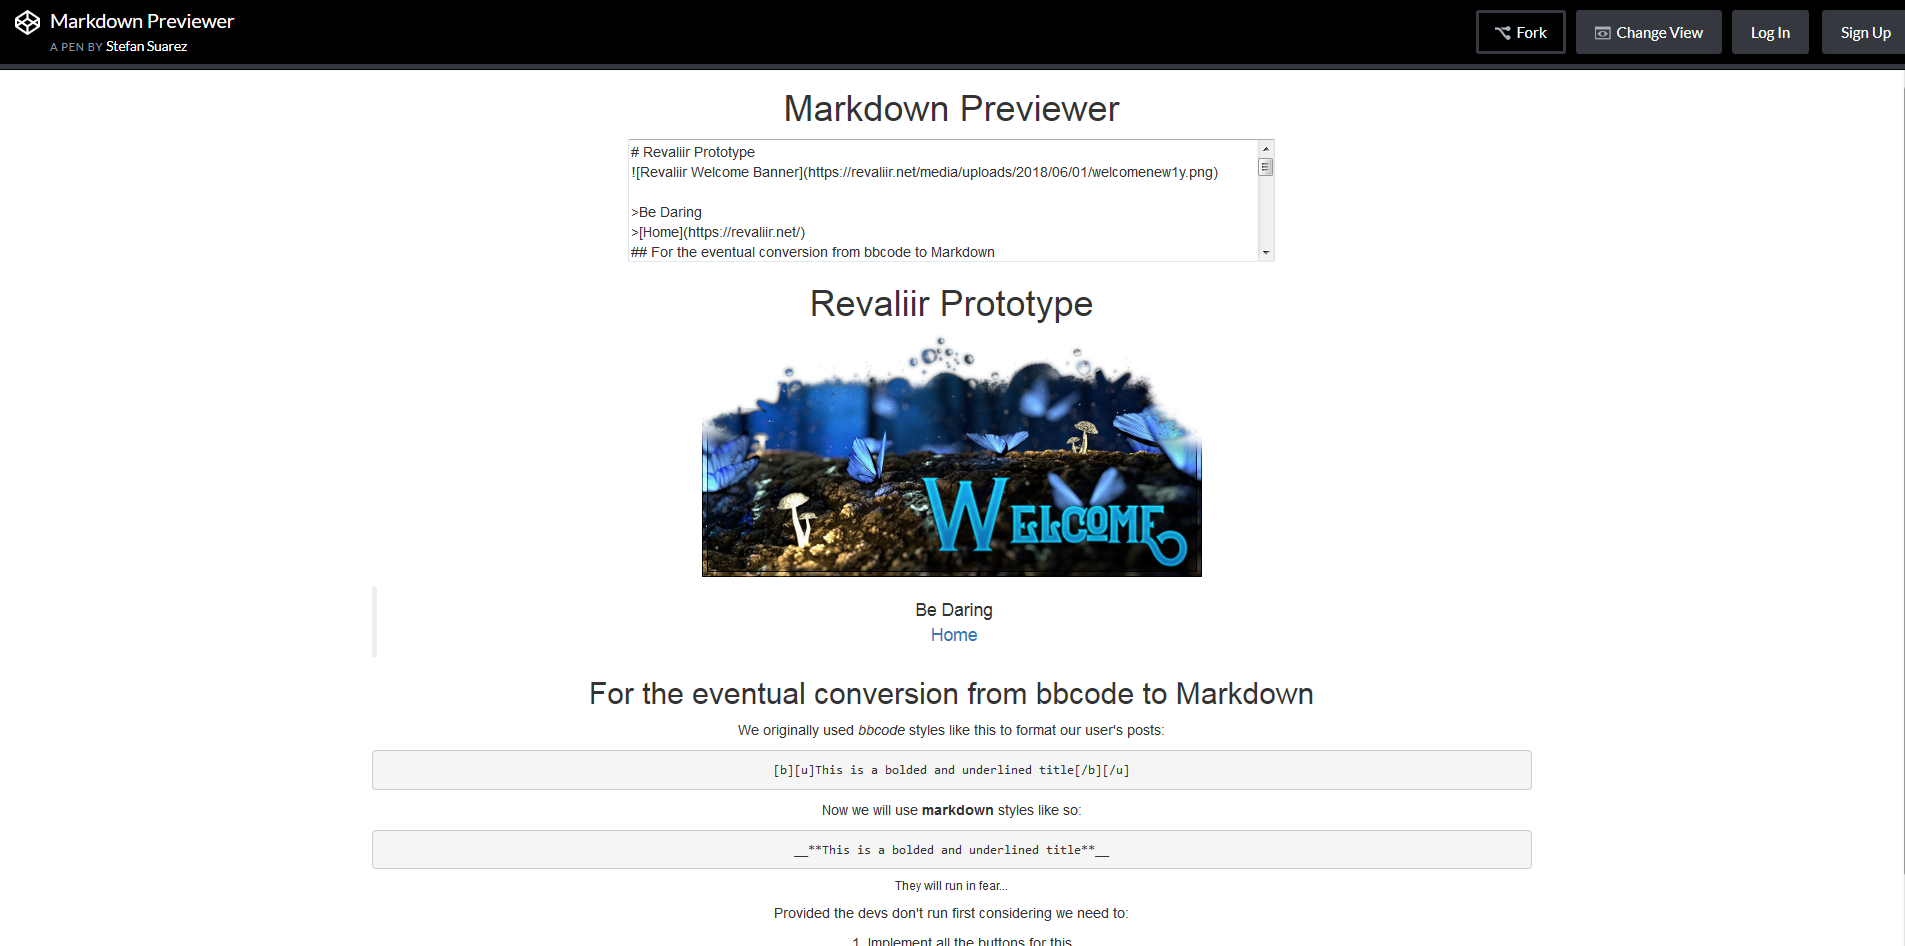 Markdown Previewer
A PEN BY Stefan Suarez
Fork
Change View
Log In
Sign Up
Markdown Previewer
# Revaliir Prototype
![Revaliir Welcome Banner](https://revaliir.net/media/uploads/2018/06/01/welcomenew1y.png)
>Be Daring
>[Home](https://revaliir.net/)
## For the eventual conversion from bbcode to Markdown
Revaliir Prototype
WELCOME
Be Daring
Home
For the eventual conversion from bbcode to Markdown
We originally used bbcode styles like this to format our user's posts:
[b][u]This is a bolded and underlined title[/b][/u]
Now we will use markdown styles like so:
__**This is a bolded and underlined title**__
They will run in fear...
Provided the devs don't run first considering we need to:
1. Implement all the buttons for this